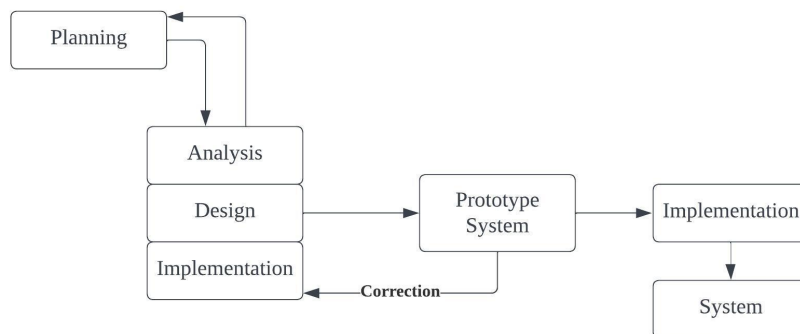 Planning
Analysis
Design
Implementation
Correction
Prototype
System
Implementation
System